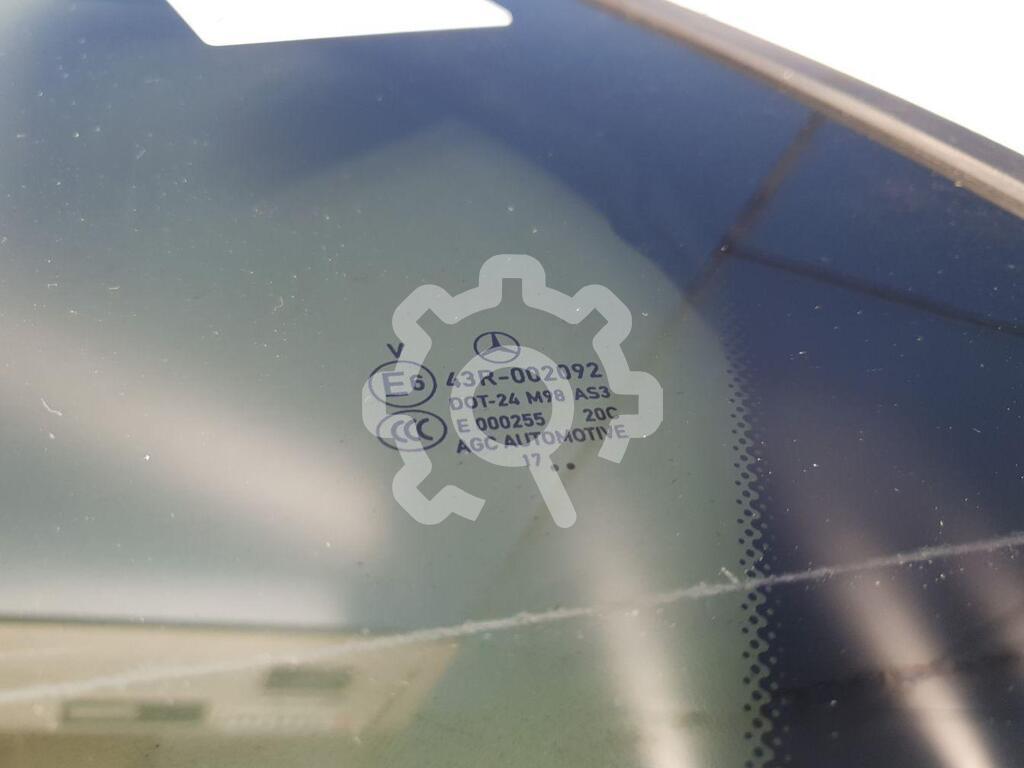 V
E6 43R-002092
DOT-24 M98 AS3
E 000255 20C
CCC AGC AUTOMOTIVE
17 ..